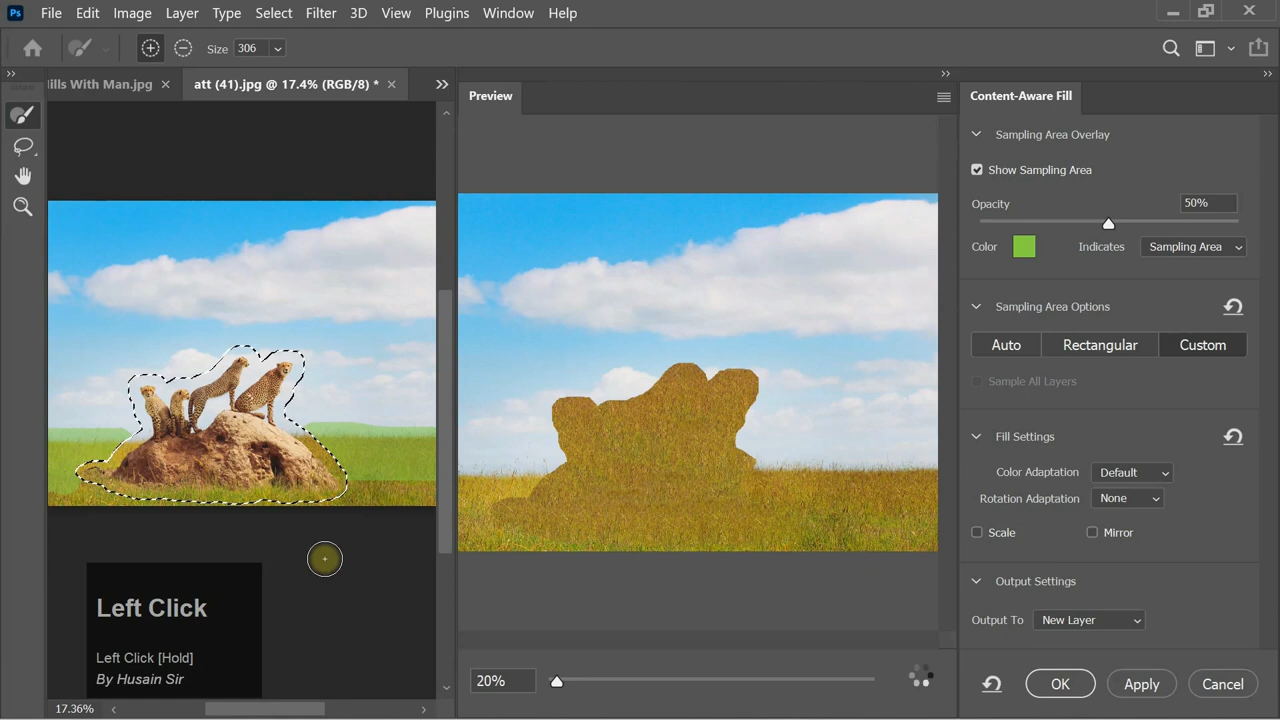 Ps File Edit Image Layer Type Select Filter 3D View Plugins Window Help
Size 306
ills With Man.jpg
att (41).jpg @ 17.4% (RGB/8) *
Preview
Content-Aware Fill
Sampling Area Overlay
Show Sampling Area
Opacity 50%
Color Indicates Sampling Area
Sampling Area Options
Auto Rectangular Custom
Sample All Layers
Fill Settings
Color Adaptation Default
Rotation Adaptation None
Scale Mirror
Output Settings
Output To New Layer
Left Click
Left Click [Hold]
By Husain Sir
17.36%
20%
OK Apply Cancel